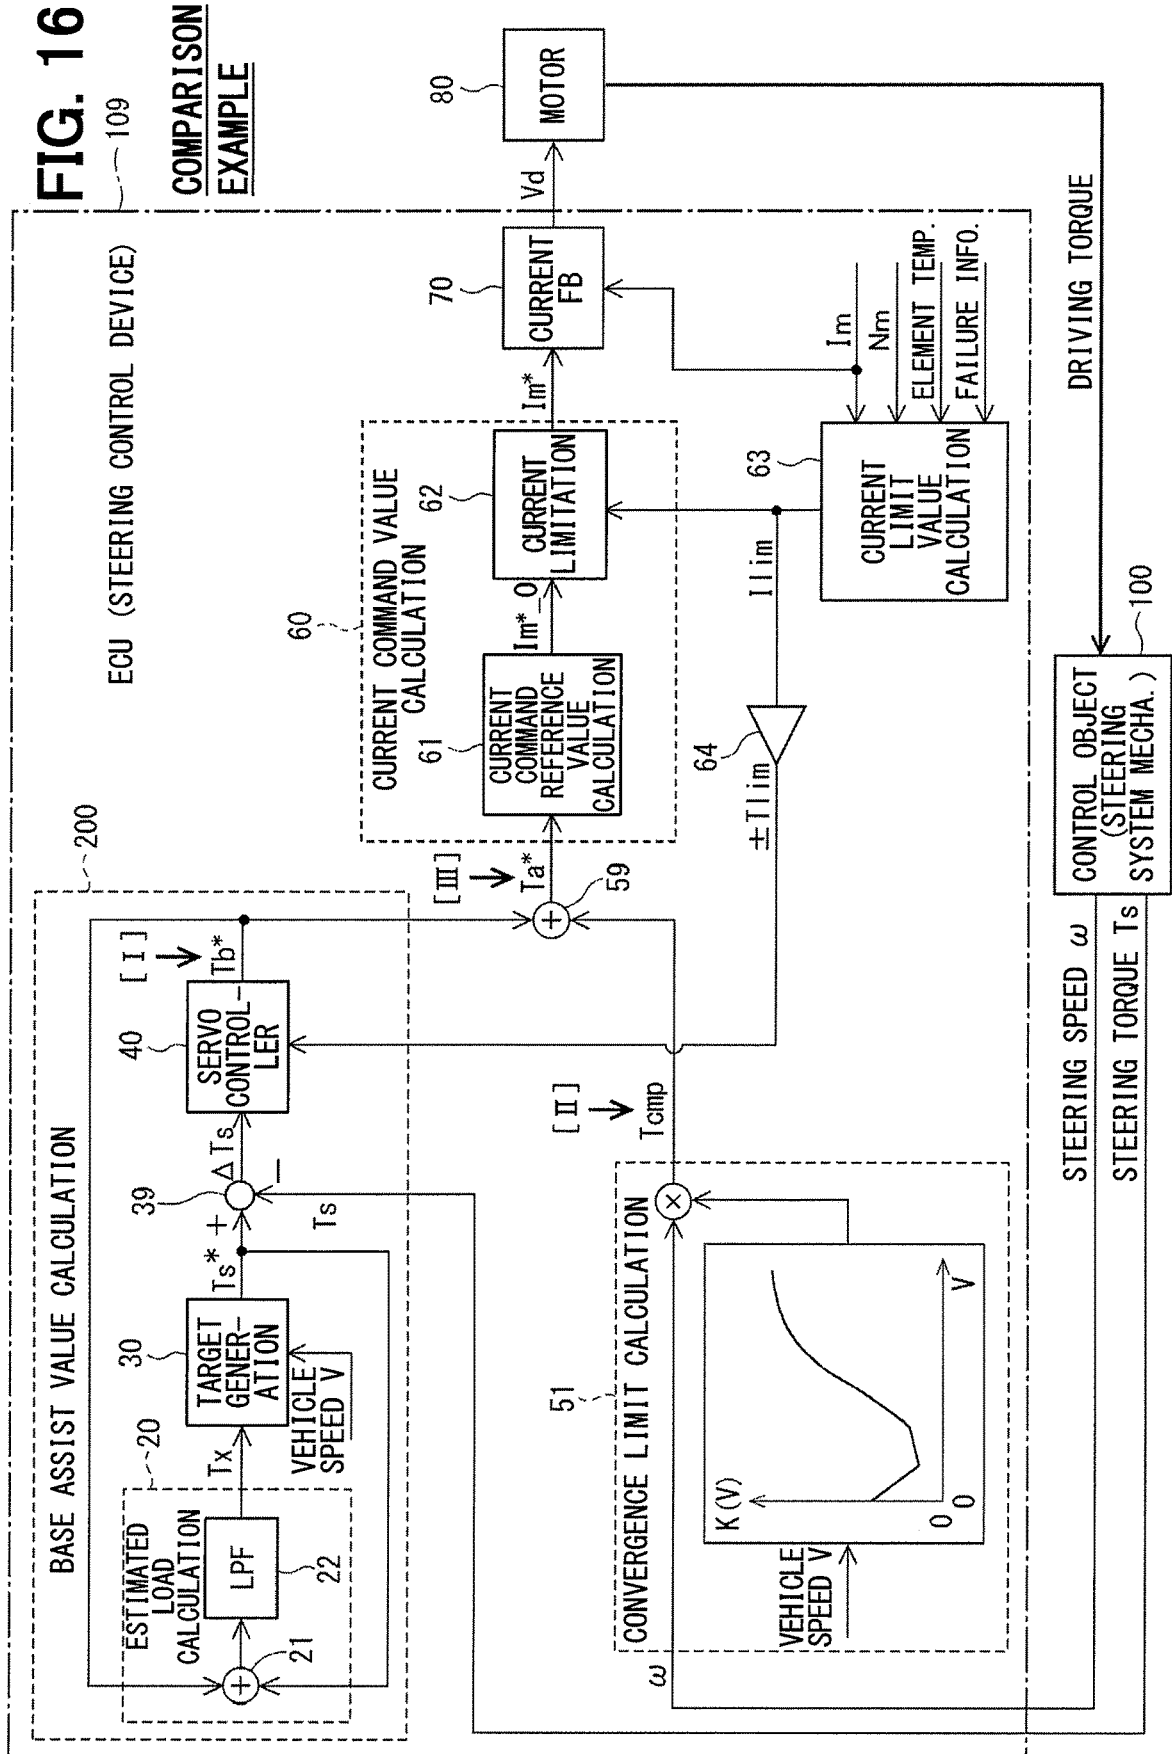 FIG. 16
COMPARISON
EXAMPLE
109
ECU (STEERING CONTROL DEVICE)
200
BASE ASSIST VALUE CALCULATION
20
ESTIMATED
LOAD
CALCULATION
21
LPF
22
Tx
30
TARGET
GENER-
ATION
VEHICLE
SPEED V
Ts*
+
39
−
Ts
ΔTs
40
SERVO
CONTROL-
LER
[I]
Tb*
[III]
Ta*
59
60
CURRENT COMMAND VALUE
CALCULATION
61
CURRENT
COMMAND
REFERENCE
VALUE
CALCULATION
Im*_0
62
CURRENT
LIMITATION
Im*
70
CURRENT
FB
Vd
80
MOTOR
Im
Nm
ELEMENT TEMP.
FAILURE INFO.
63
CURRENT
LIMIT
VALUE
CALCULATION
Ilim
64
±Tlim
[II]
Tcmp
51
CONVERGENCE LIMIT CALCULATION
ω
VEHICLE
SPEED V
K(V)
0
0
V
DRIVING TORQUE
100
CONTROL OBJECT
(STEERING
SYSTEM MECHA.)
STEERING SPEED ω
STEERING TORQUE Ts